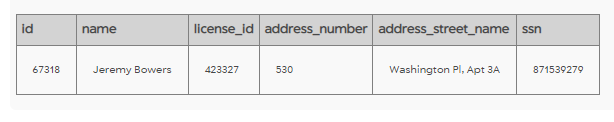 id name license_id address_number address_street_name ssn
67318 Jeremy Bowers 423327 530 Washington Pl, Apt 3A 871539279